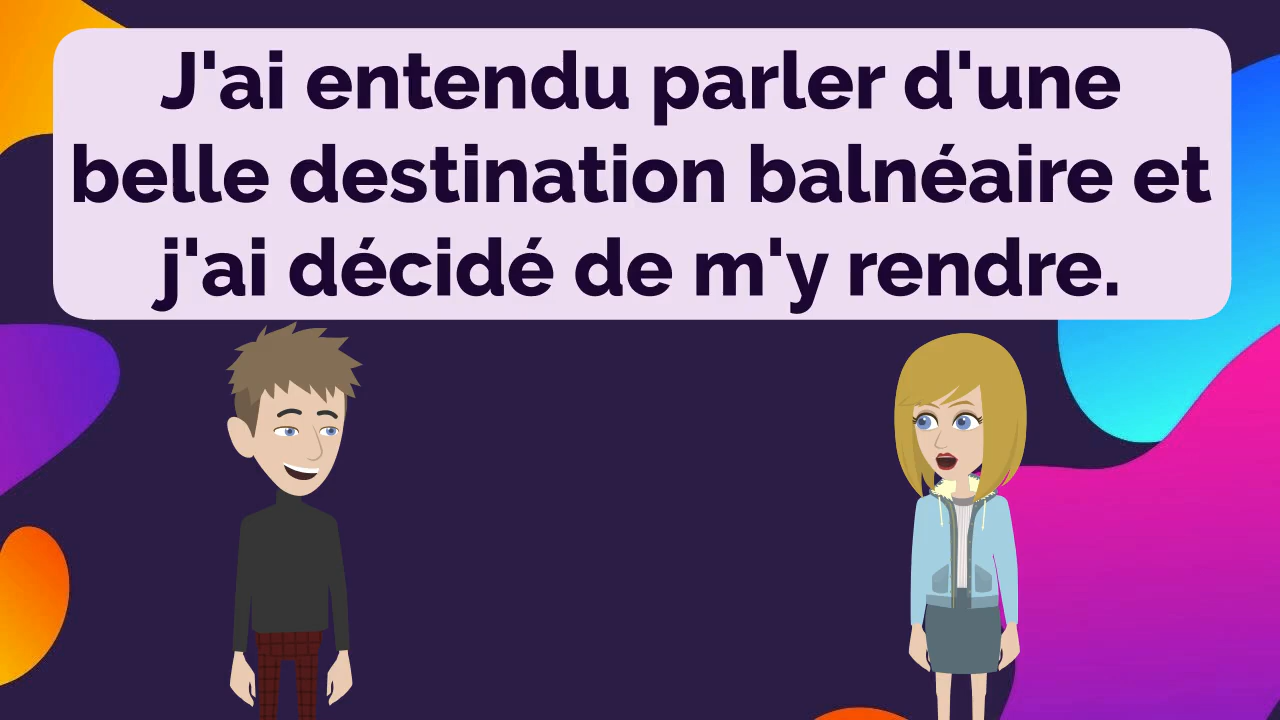 J'ai entendu parler d'une
belle destination balnéaire et
j'ai décidé de m'y rendre.